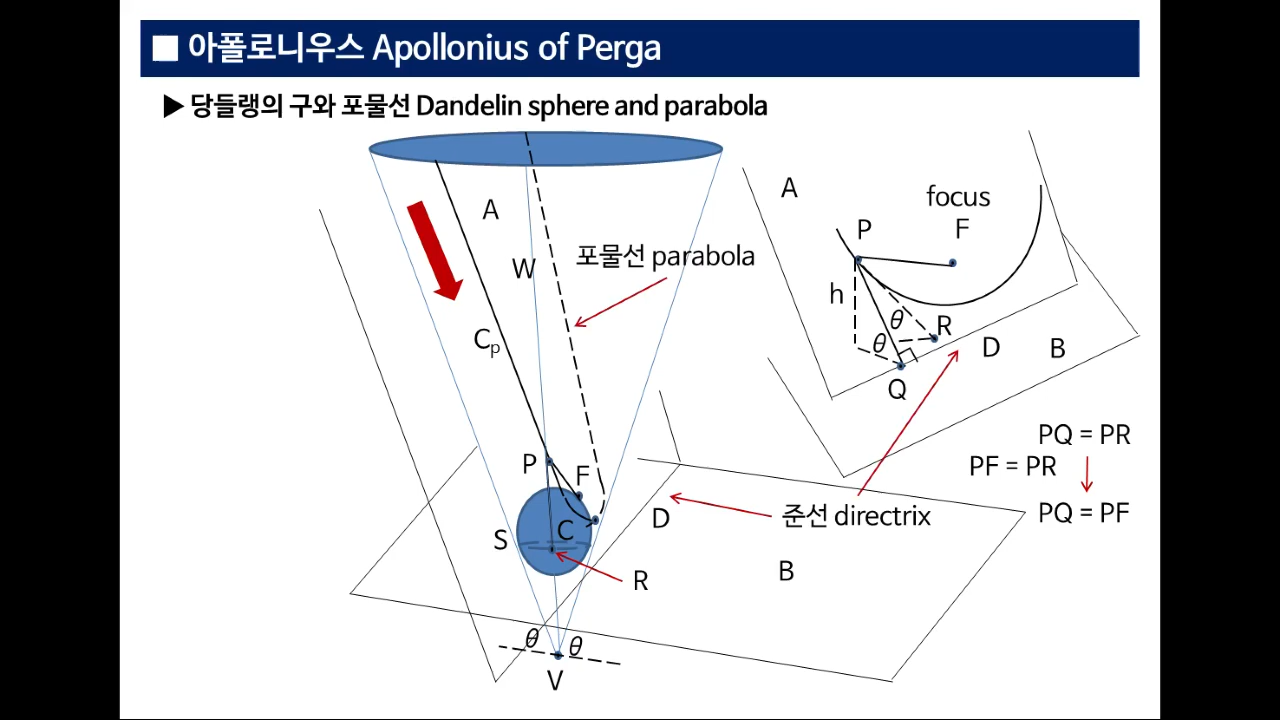 ■ 아폴로니우스 Apollonius of Perga
▶ 당들랭의 구와 포물선 Dandelin sphere and parabola
A
W
포물선 parabola
Cp
P
F
S
C
R
D
B
θ
θ
V
준선 directrix
A
focus
P
F
h
θ
θ
R
D
B
Q
PQ = PR
PF = PR
PQ = PF